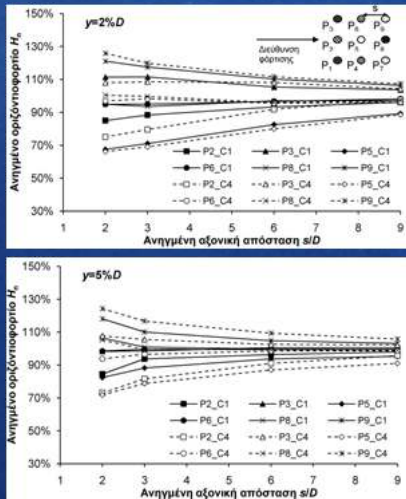 150%
y=2%D
s
P₃ P₆ P₉
Διεύθυνση φόρτισης
P₂ P₅ P₈
P₁ P₄ P₇
130%
110%
90%
70%
50%
30%
Ανηγμένο οριζόντιο φορτίο Hₙ
P2_C1 P3_C1 P5_C1
P6_C1 P8_C1 P9_C1
P2_C4 P3_C4 P5_C4
P6_C4 P8_C4 P9_C4
1 2 3 4 5 6 7 8 9
Ανηγμένη αξονική απόσταση s/D
150%
y=5%D
130%
110%
90%
70%
50%
30%
Ανηγμένο οριζόντιο φορτίο Hₙ
P2_C1 P3_C1 P5_C1
P6_C1 P8_C1 P9_C1
P2_C4 P3_C4 P5_C4
P6_C4 P8_C4 P9_C4
1 2 3 4 5 6 7 8 9
Ανηγμένη αξονική απόσταση s/D